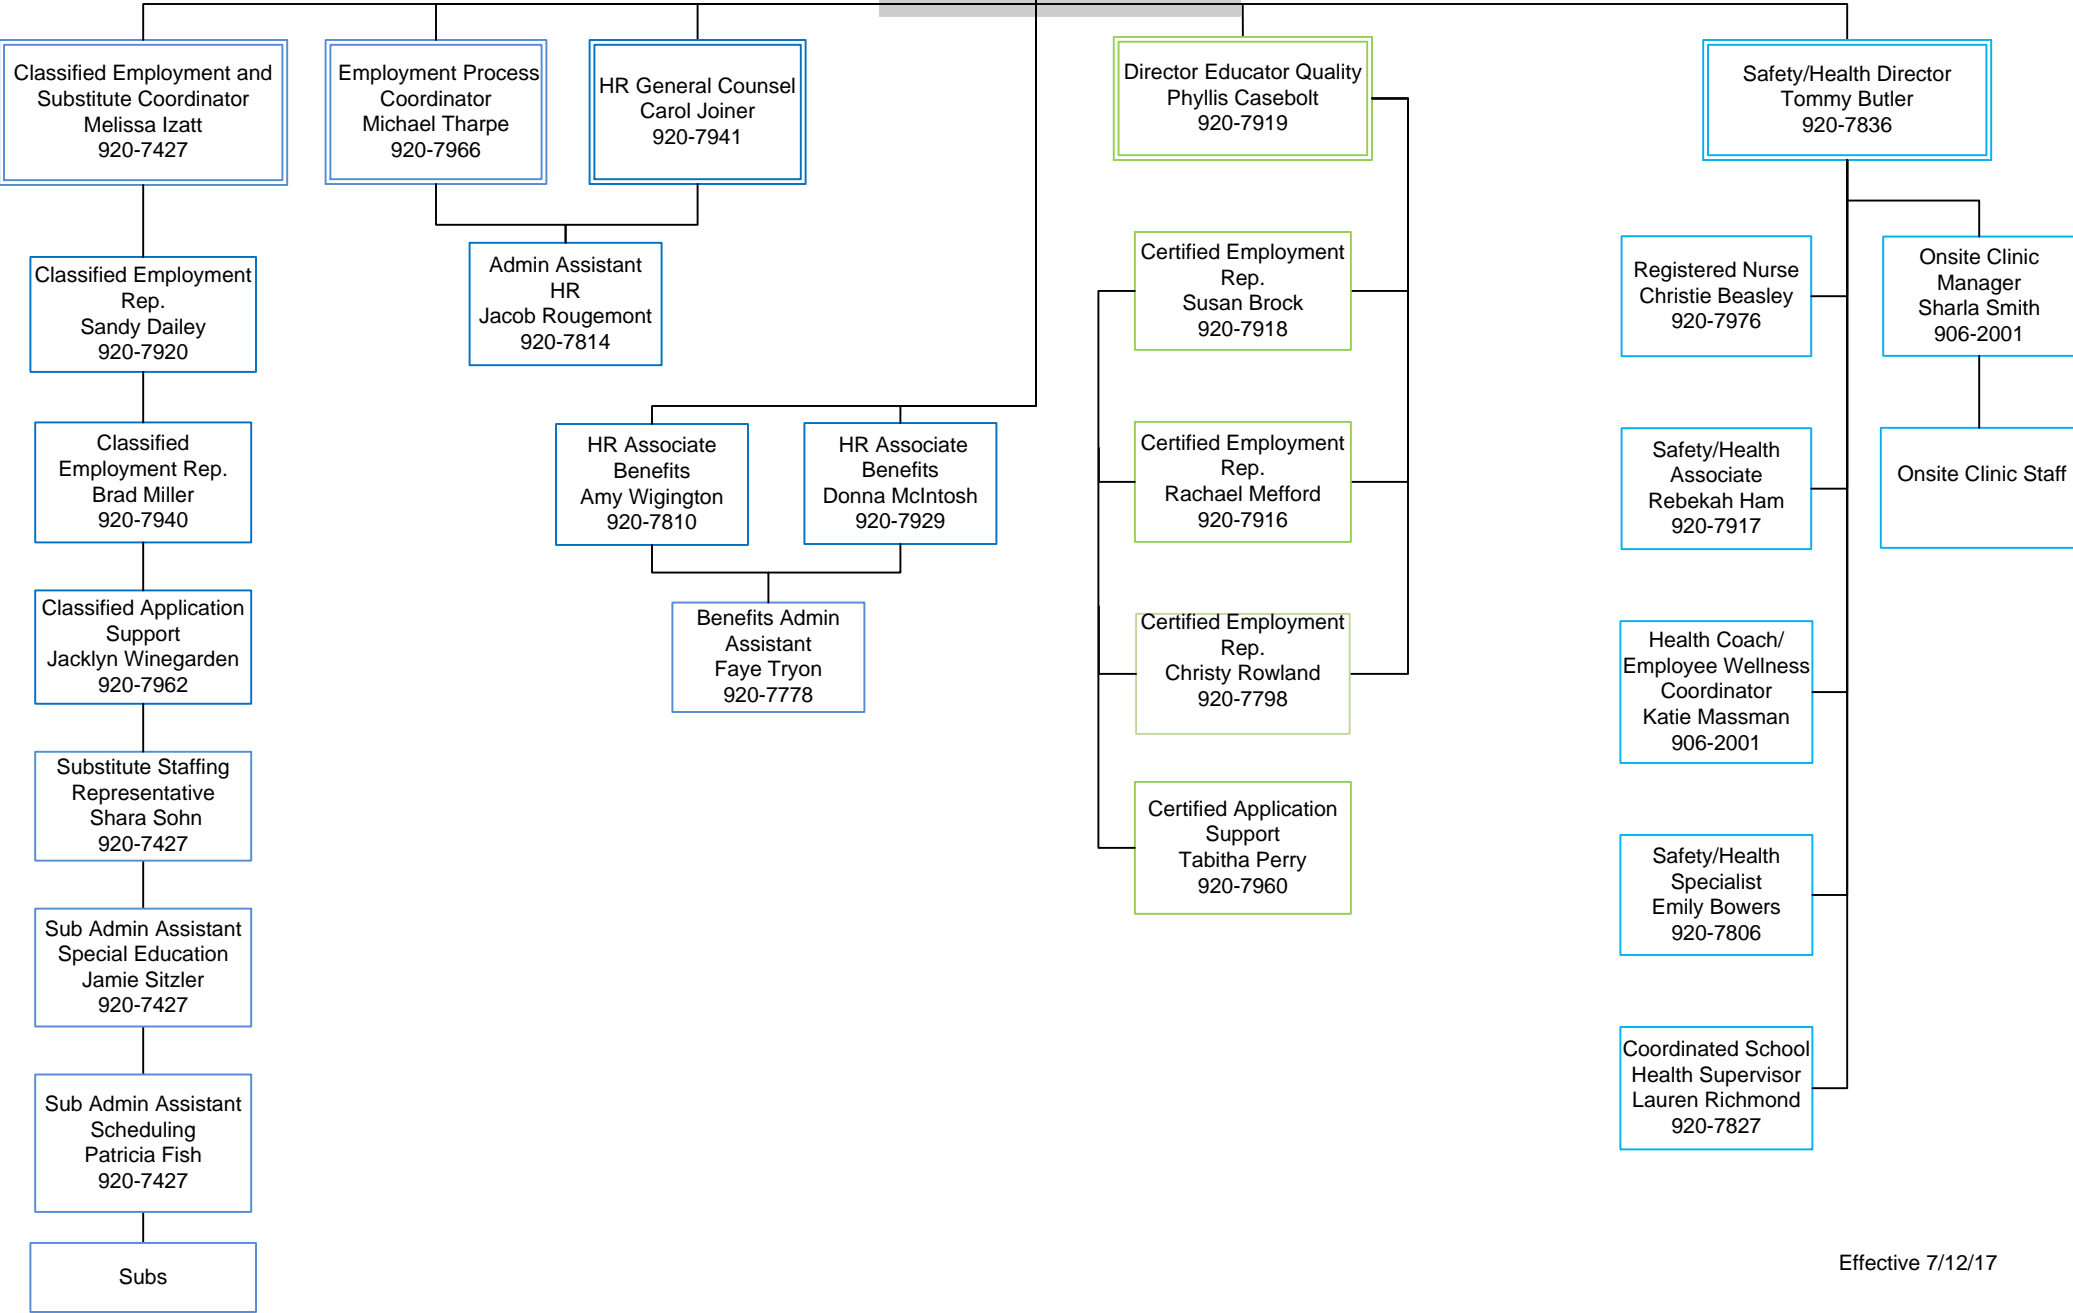 Classified Employment and
Substitute Coordinator
Melissa Izatt
920-7427
Employment Process
Coordinator
Michael Tharpe
920-7966
HR General Counsel
Carol Joiner
920-7941
Director Educator Quality
Phyllis Casebolt
920-7919
Safety/Health Director
Tommy Butler
920-7836
Classified Employment
Rep.
Sandy Dailey
920-7920
Admin Assistant
HR
Jacob Rougemont
920-7814
Certified Employment
Rep.
Susan Brock
920-7918
Registered Nurse
Christie Beasley
920-7976
Onsite Clinic
Manager
Sharla Smith
906-2001
Classified
Employment Rep.
Brad Miller
920-7940
HR Associate
Benefits
Amy Wigington
920-7810
HR Associate
Benefits
Donna McIntosh
920-7929
Certified Employment
Rep.
Rachael Mefford
920-7916
Safety/Health
Associate
Rebekah Ham
920-7917
Onsite Clinic Staff
Classified Application
Support
Jacklyn Winegarden
920-7962
Benefits Admin
Assistant
Faye Tryon
920-7778
Certified Employment
Rep.
Christy Rowland
920-7798
Health Coach/
Employee Wellness
Coordinator
Katie Massman
906-2001
Substitute Staffing
Representative
Shara Sohn
920-7427
Certified Application
Support
Tabitha Perry
920-7960
Safety/Health
Specialist
Emily Bowers
920-7806
Sub Admin Assistant
Special Education
Jamie Sitzler
920-7427
Coordinated School
Health Supervisor
Lauren Richmond
920-7827
Sub Admin Assistant
Scheduling
Patricia Fish
920-7427
Subs
Effective 7/12/17